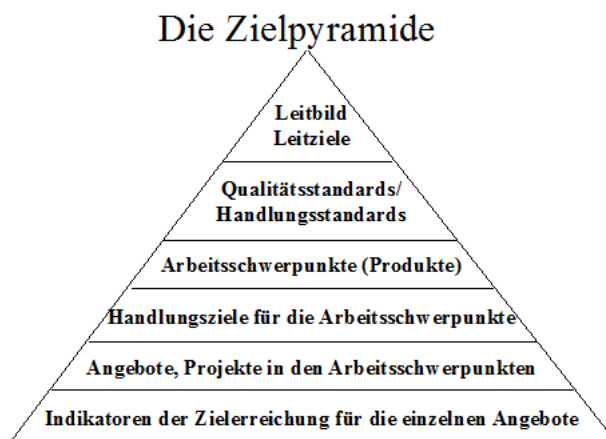 Die Zielpyramide
Leitbild
Leitziele
Qualitätsstandards/
Handlungsstandards
Arbeitsschwerpunkte (Produkte)
Handlungsziele für die Arbeitsschwerpunkte
Angebote, Projekte in den Arbeitsschwerpunkten
Indikatoren der Zielerreichung für die einzelnen Angebote